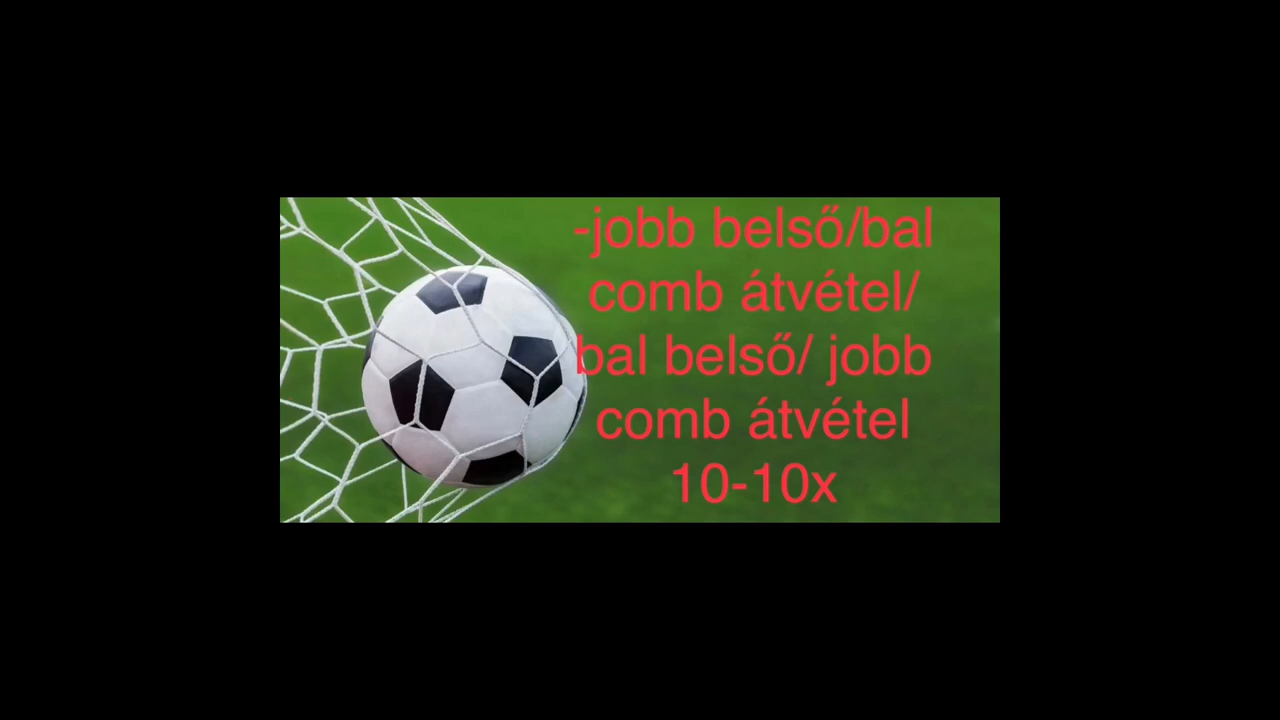 -jobb belső/bal
comb átvétel/
bal belső/ jobb
comb átvétel
10-10x